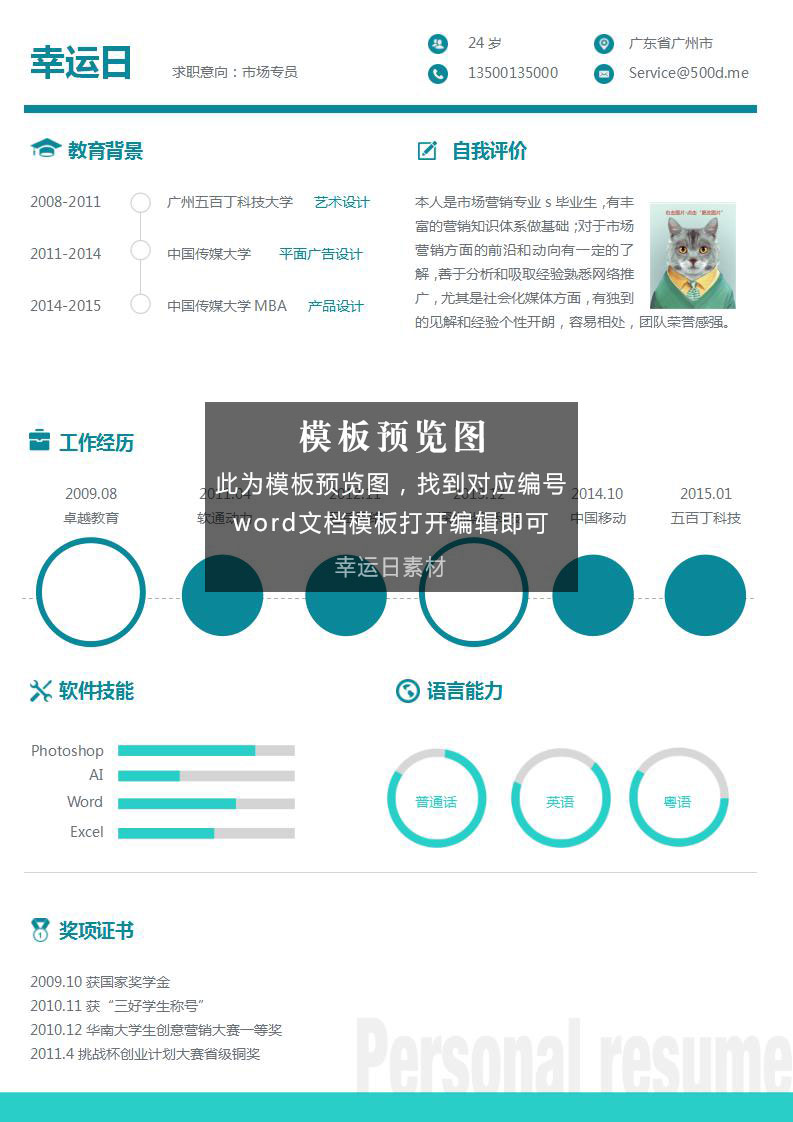 幸运日
求职意向：市场专员
24 岁
广东省广州市
13500135000
Service@500d.me
教育背景
2008-2011 广州五百丁科技大学 艺术设计
2011-2014 中国传媒大学 平面广告设计
2014-2015 中国传媒大学 MBA 产品设计
自我评价
本人是市场营销专业 s 毕业生 ,有丰
富的营销知识体系做基础 ;对于市场
营销方面的前沿和动向有一定的了
解 ,善于分析和吸取经验熟悉网络推
广，尤其是社会化媒体方面 , 有独到
的见解和经验个性开朗，容易相处，团队荣誉感强。
右击图片-点击"更改图片"
工作经历
2009.08
卓越教育
2011.04
软通动力
2014.10
中国移动
2015.01
五百丁科技
模板预览图
此为模板预览图，找到对应编号
word文档模板打开编辑即可
幸运日素材
软件技能
Photoshop
AI
Word
Excel
语言能力
普通话
英语
粤语
奖项证书
2009.10 获国家奖学金
2010.11 获“三好学生称号”
2010.12 华南大学生创意营销大赛一等奖
2011.4 挑战杯创业计划大赛省级铜奖
Personal resume